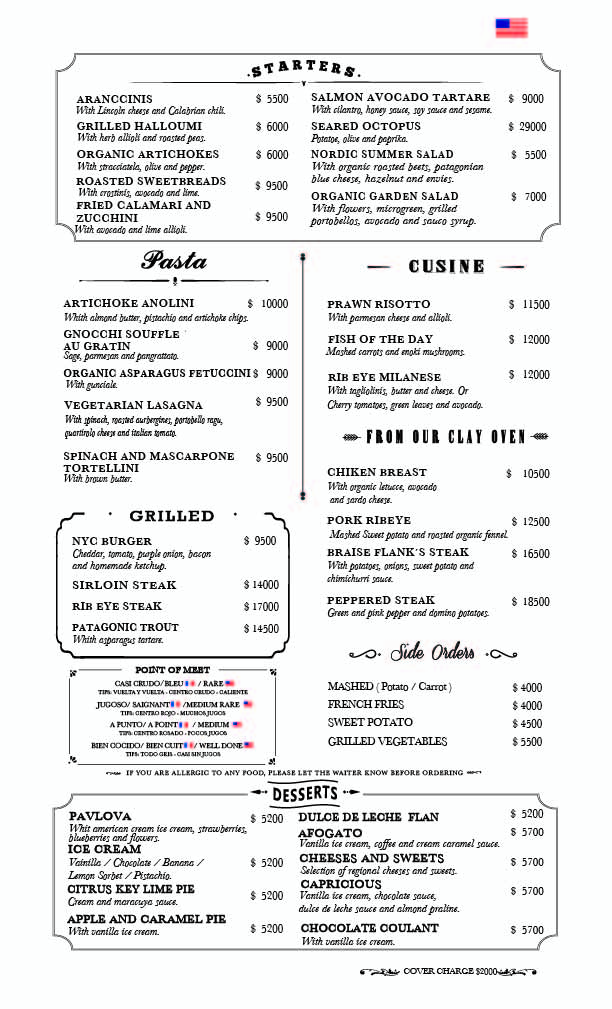 STARTERS
ARANCCINIS $ 5500
With Lincoln cheese and Calabrian chili.
GRILLED HALLOUMI $ 6000
With herb allioli and roasted peas.
ORGANIC ARTICHOKES $ 6000
With stracciatela, olive and pepper.
ROASTED SWEETBREADS $ 9500
With crostinis, avocado and lime.
FRIED CALAMARI AND
ZUCCHINI $ 9500
With avocado and lime allioli.
SALMON AVOCADO TARTARE $ 9000
With cilantro, honey sauce, soy sauce and sesame.
SEARED OCTOPUS $ 29000
Potatoe, olive and paprika.
NORDIC SUMMER SALAD $ 5500
With organic roasted beets, patagonian
blue cheese, hazelnut and envies.
ORGANIC GARDEN SALAD $ 7000
With flowers, microgreen, grilled
portobellos, avocado and sauco syrup.
Pasta
ARTICHOKE ANOLINI $ 10000
Whith almond butter, pistachio and artichoke chips.
GNOCCHI SOUFFLE
AU GRATIN $ 9000
Sage, parmesan and pangrattato.
ORGANIC ASPARAGUS FETUCCINI $ 9000
With gunciale.
VEGETARIAN LASAGNA $ 9500
With spinach, roasted aurbergines, portobello ragu,
quartirolo cheese and italian tomato.
SPINACH AND MASCARPONE $ 9500
TORTELLINI
With brown butter.
CUSINE
PRAWN RISOTTO $ 11500
With parmesan cheese and allioli.
FISH OF THE DAY $ 12000
Mashed carrots and enoki mushrooms.
RIB EYE MILANESE $ 12000
With tagliolinis, butter and cheese. Or
Cherry tomatoes, green leaves and avocado.
FROM OUR CLAY OVEN
CHIKEN BREAST $ 10500
With organic letucce, avocado
and sardo cheese.
PORK RIBEYE $ 12500
Mashed Sweet potato and roasted organic fennel.
BRAISE FLANK´S STEAK $ 16500
With potatoes, onions, sweet potato and
chimichurri sauce.
PEPPERED STEAK $ 18500
Green and pink pepper and domino potatoes.
GRILLED
NYC BURGER $ 9500
Cheddar, tomato, purple onion, bacon
and homemade ketchup.
SIRLOIN STEAK $ 14000
RIB EYE STEAK $ 17000
PATAGONIC TROUT $ 14500
Whith asparagus tartare.
POINT OF MEET
CASI CRUDO/ BLEU / RARE
TIPS: VUELTA Y VUELTA - CENTRO CRUDO - CALIENTE
JUGOSO/ SAIGNANT /MEDIUM RARE
TIPS: CENTRO ROJO - MUCHOS JUGOS
A PUNTO/ A POINT / MEDIUM
TIPS: CENTRO ROSADO - POCOS JUGOS
BIEN COCIDO/ BIEN CUIT / WELL DONE
TIPS: TODO GRIS - CASI SIN JUGOS
Side Orders
MASHED ( Potato / Carrot ) $ 4000
FRENCH FRIES $ 4000
SWEET POTATO $ 4500
GRILLED VEGETABLES $ 5500
IF YOU ARE ALLERGIC TO ANY FOOD, PLEASE LET THE WAITER KNOW BEFORE ORDERING
DESSERTS
PAVLOVA $ 5200
Whit american cream ice cream, strawberries,
blueberries and flowers.
ICE CREAM
Vainilla / Chocolate / Banana / $ 5200
Lemon Sorbet / Pistachio.
CITRUS KEY LIME PIE $ 5200
Cream and maracuya sauce.
APPLE AND CARAMEL PIE $ 5200
With vanilla ice cream.
DULCE DE LECHE FLAN $ 5200
AFOGATO $ 5700
Vanilla ice cream, coffee and cream caramel sauce.
CHEESES AND SWEETS $ 5700
Selection of regional cheeses and sweets.
CAPRICIOUS $ 5700
Vanilla ice cream, chocolate sauce,
dulce de leche sauce and almond praline.
CHOCOLATE COULANT $ 5700
With vanilla ice cream.
COVER CHARGE $2000